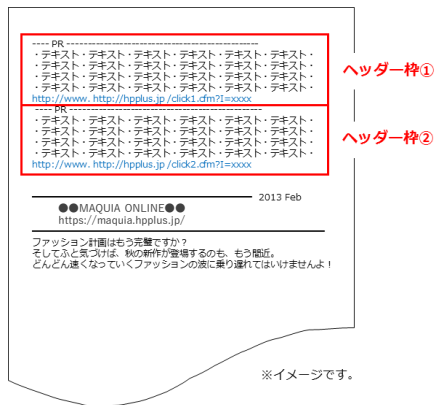 ---- PR ----------------------------------------------
・テキスト・テキスト・テキスト・テキスト・テキスト・
・テキスト・テキスト・テキスト・テキスト・テキスト・
・テキスト・テキスト・テキスト・テキスト・テキスト・
・テキスト・テキスト・テキスト・テキスト・テキスト・
http://www. http://hpplus.jp /click1.cfm?I=xxxx
ヘッダー枠①
---- PR ----------------------------------------------
・テキスト・テキスト・テキスト・テキスト・テキスト・
・テキスト・テキスト・テキスト・テキスト・テキスト・
・テキスト・テキスト・テキスト・テキスト・テキスト・
・テキスト・テキスト・テキスト・テキスト・テキスト・
http://www. http://hpplus.jp /click2.cfm?I=xxxx
ヘッダー枠②
2013 Feb
●●MAQUIA ONLINE●●
https://maquia.hpplus.jp/
ファッション計画はもう完璧ですか？
そしてふと気づけば、秋の新作が登場するのも、もう間近。
どんどん速くなっていくファッションの波に乗り遅れてはいけませんよ！
※イメージです。